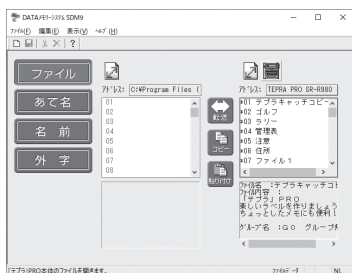 DATAﾒﾓﾘｰｼｽﾃﾑ SDM9
ﾌｧｲﾙ(F) 編集(E) 表示(V) ﾍﾙﾌﾟ(H)
ファイル
あて名
名 前
外 字
ｱﾄﾞﾚｽ: C:¥Program Files (
01
02
03
04
05
06
07
08
転送
コピー
貼り付け
ｱﾄﾞﾚｽ: TEPRA PRO SR-R980
*01 テプラキャッチコピー
*02 ゴルフ
*03 ラリー
*04 管理表
*05 注意
*06 住所
*07 ファイル1
ﾌｧｲﾙ名 :テプラキャッチコピ
ﾌｧｲﾙ内容 :
「テプラ」ＰＲＯ
楽しいラベルを作りましょう
ちょっとしたメモにも便利！
ｸﾞﾙｰﾌﾟ名 :Ｇ０ グループ
｢テプラ｣PRO本体のファイルを開きます。
ﾌｧｲﾙﾃﾞｰﾀ
NL